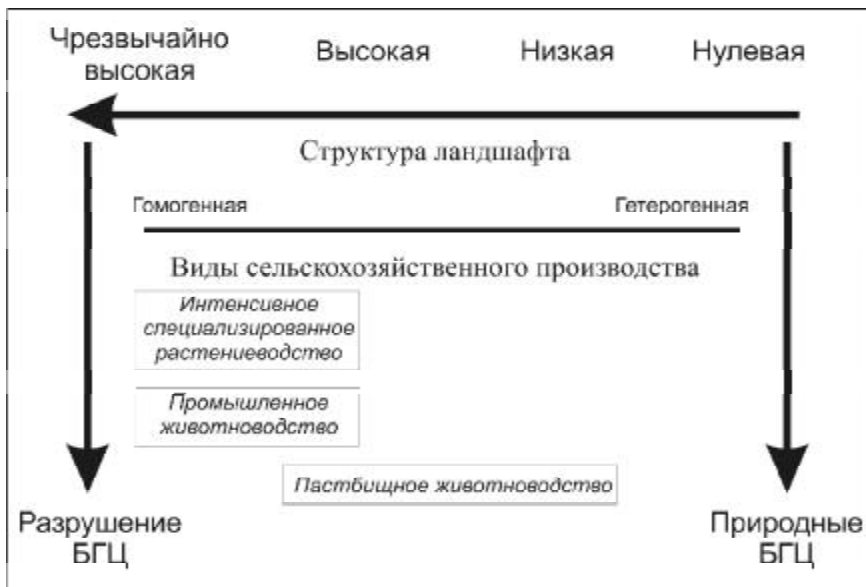 Чрезвычайно высокая Высокая Низкая Нулевая
Структура ландшафта
Гомогенная Гетерогенная
Виды сельскохозяйственного производства
Интенсивное
специализированное
растениеводство
Промышленное
животноводство
Пастбищное животноводство
Разрушение
БГЦ
Природные
БГЦ